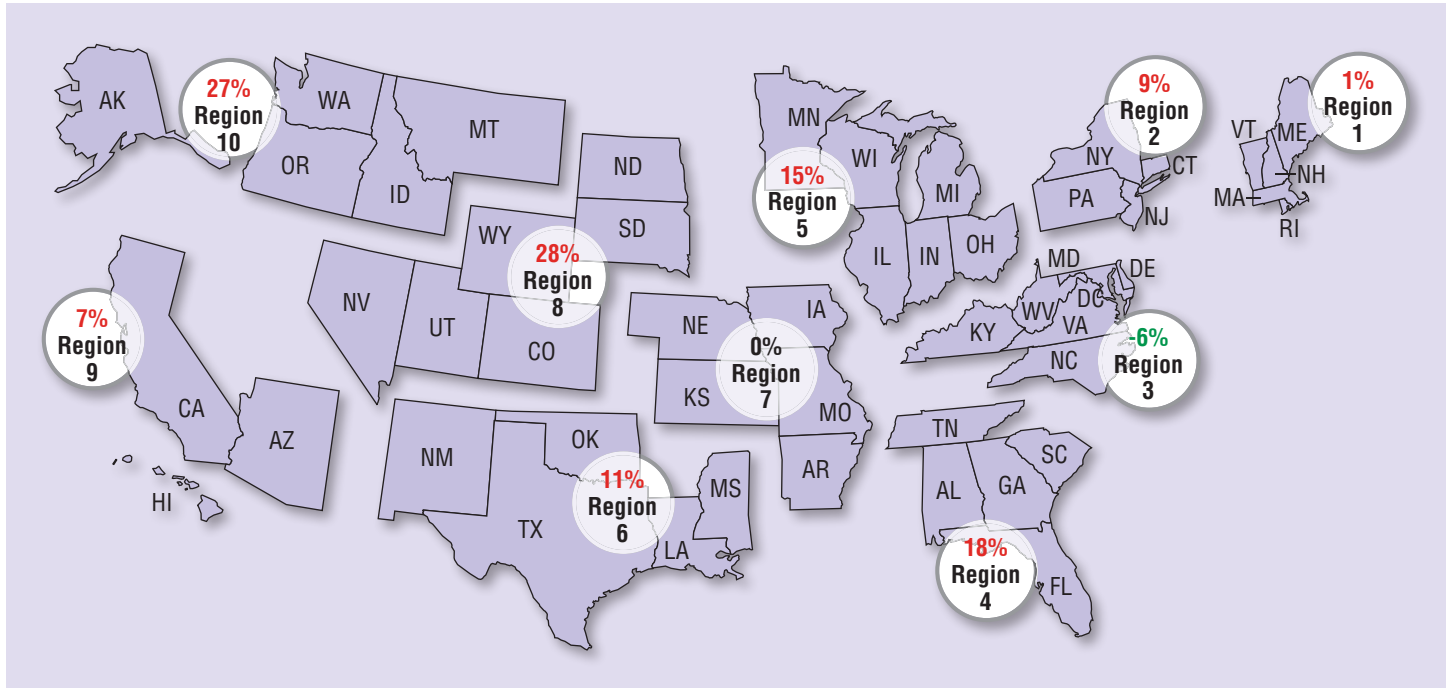 27%
Region
10
AK
WA
OR
ID
MT
28%
Region
8
ND
SD
WY
NV
UT
CO
7%
Region
9
CA
AZ
HI
11%
Region
6
NM
OK
TX
LA
MS
0%
Region
7
NE
IA
KS
MO
AR
15%
Region
5
MN
WI
MI
IL
IN
OH
9%
Region
2
NY
PA
CT
NJ
1%
Region
1
VT
ME
NH
MA
RI
-6%
Region
3
MD
DE
DC
WV
VA
KY
NC
18%
Region
4
TN
SC
AL
GA
FL